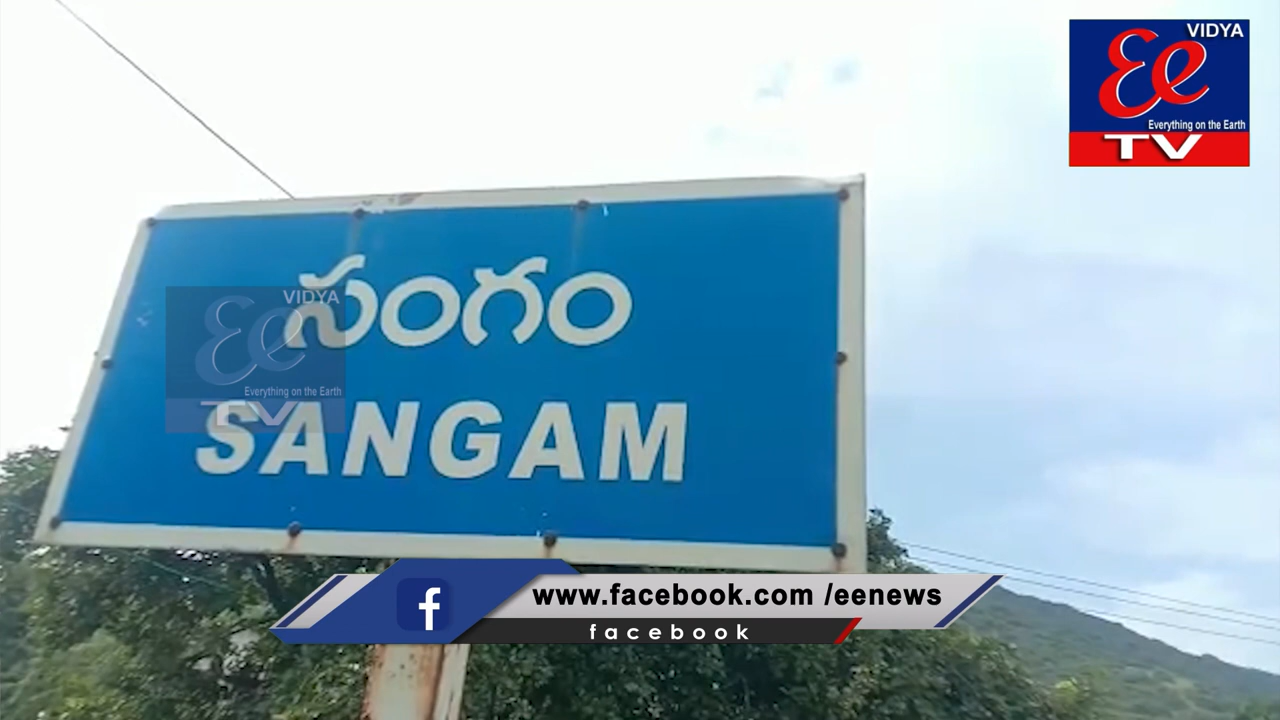 VIDYA
Ee
Everything on the Earth
TV
సంగం
VIDYA
Ee
Everything on the Earth
TV
SANGAM
www.facebook.com /eenews
facebook